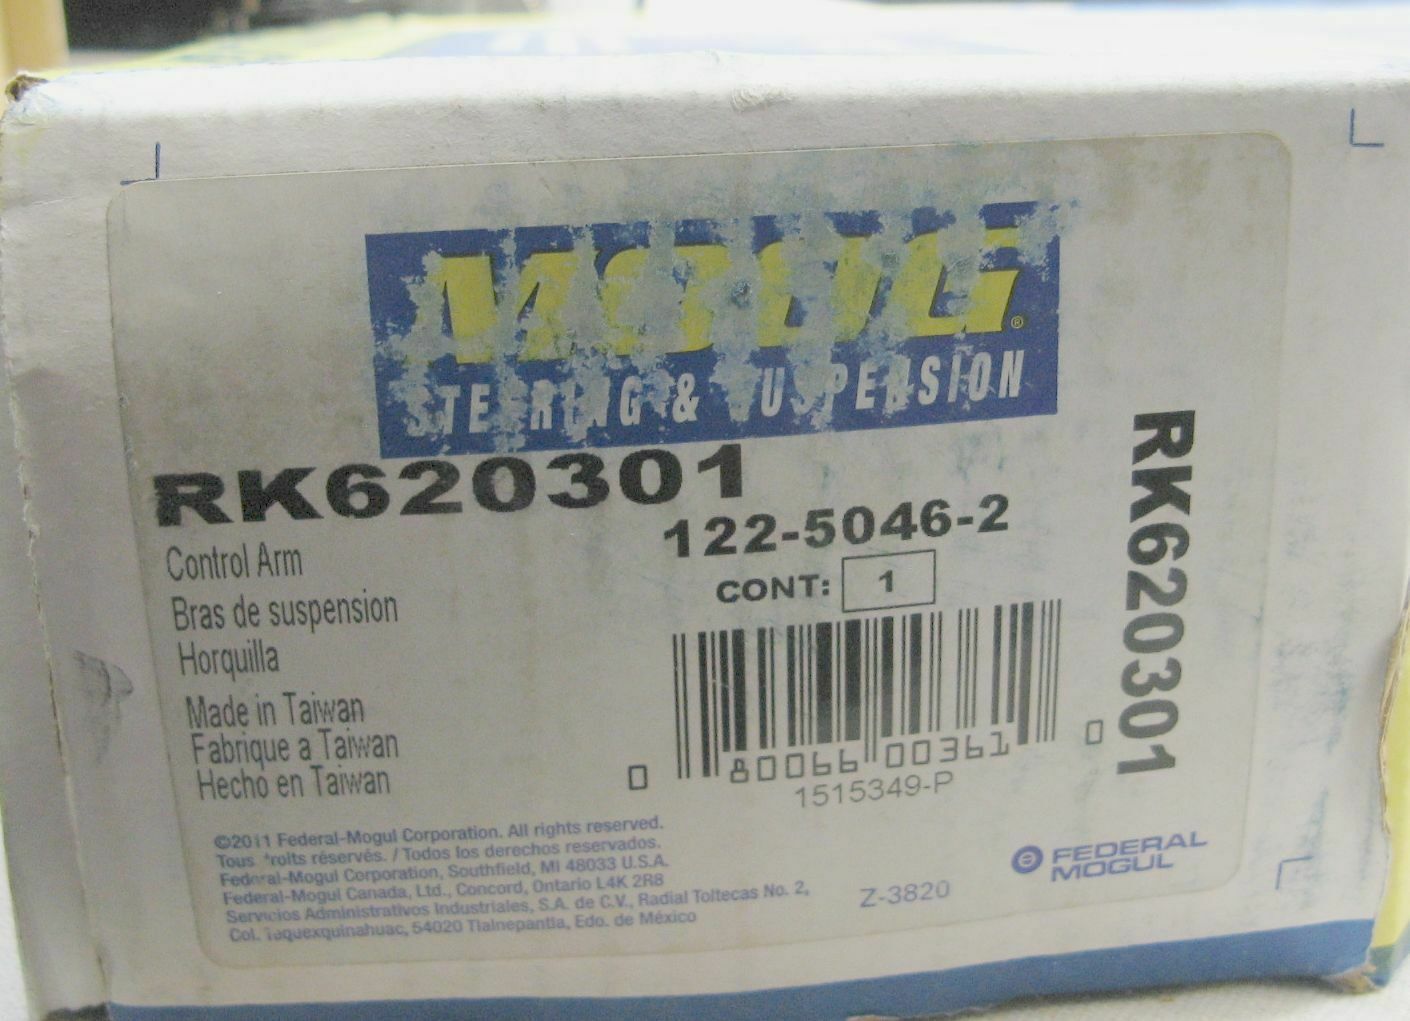 MOOG®
STEERING & SUSPENSION
RK620301
122-5046-2
Control Arm
CONT: 1
Bras de suspension
Horquilla
Made in Taiwan
Fabrique a Taiwan
Hecho en Taiwan
0 80066 00361 0
1515349-P
RK620301
©2011 Federal-Mogul Corporation. All rights reserved.
Tous droits réservés. / Todos los derechos reservados.
Federal-Mogul Corporation, Southfield, MI 48033 U.S.A.
Federal-Mogul Canada, Ltd., Concord, Ontario L4K 2R8
Servicios Administrativos Industriales, S.A. de C.V., Radial Toltecas No. 2,
Col. 54020 Tlalnepantla, Edo. de México
Z-3820
FEDERAL
MOGUL